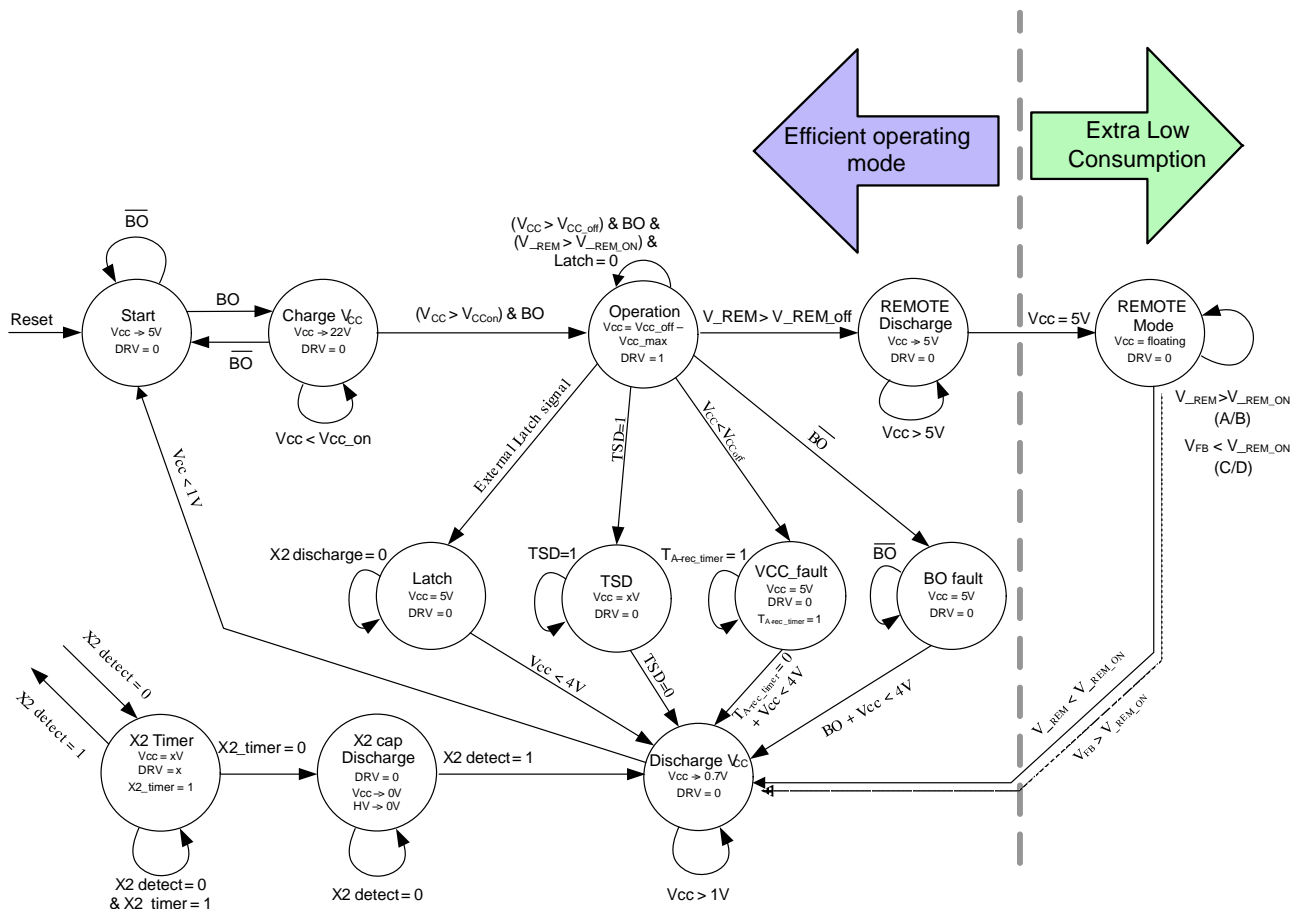 Efficient operating
mode
Extra Low
Consumption
B̅O̅
(VCC > VCC_off) & BO &
(V_REM > V_REM_ON) &
Latch = 0
Reset
Start
Vcc → 5V
DRV = 0
BO
B̅O̅
Charge VCC
Vcc → 22V
DRV = 0
Vcc < Vcc_on
(VCC > VCCon) & BO
Operation
Vcc = Vcc_off –
Vcc_max
DRV = 1
V_REM > V_REM_off
REMOTE
Discharge
Vcc → 5V
DRV = 0
Vcc > 5V
Vcc = 5V
REMOTE
Mode
Vcc = floating
DRV = 0
V_REM>V_REM_ON
(A/B)
VFB < V_REM_ON
(C/D)
External Latch signal
TSD=1
VCC<VCCoff
B̅O̅
Vcc < 1V
X2 discharge = 0
Latch
Vcc = 5V
DRV = 0
TSD=1
TSD
Vcc = xV
DRV = 0
TA-rec_timer = 1
VCC_fault
Vcc = 5V
DRV = 0
TA-rec_timer = 1
B̅O̅
BO fault
Vcc = 5V
DRV = 0
Vcc < 4V
TSD=0
TA-rec_timer = 0
+ Vcc < 4V
BO + Vcc < 4V
V_REM < V_REM_ON
VFB > V_REM_ON
X2 detect = 0
X2 detect = 1
X2 Timer
Vcc = xV
DRV = x
X2_timer = 1
X2_timer = 0
X2 cap
Discharge
DRV = 0
Vcc → 0V
HV → 0V
X2 detect = 1
Discharge VCC
Vcc → 0.7V
DRV = 0
X2 detect = 0
& X2_timer = 1
X2 detect = 0
Vcc > 1V